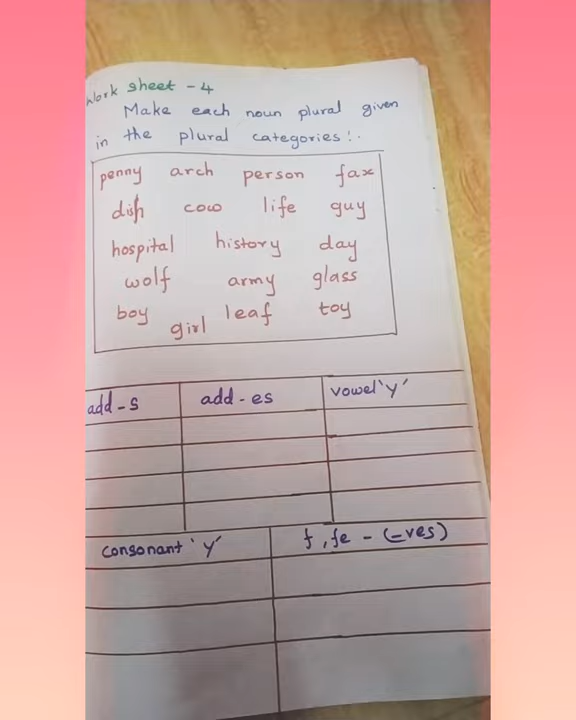 Work sheet - 4
Make each noun plural given
in the plural categories:.
penny arch person fax
dish cow life guy
hospital history day
wolf army glass
boy girl leaf toy
add-s add-es vowel 'y'
consonant 'y' f, fe - (-ves)